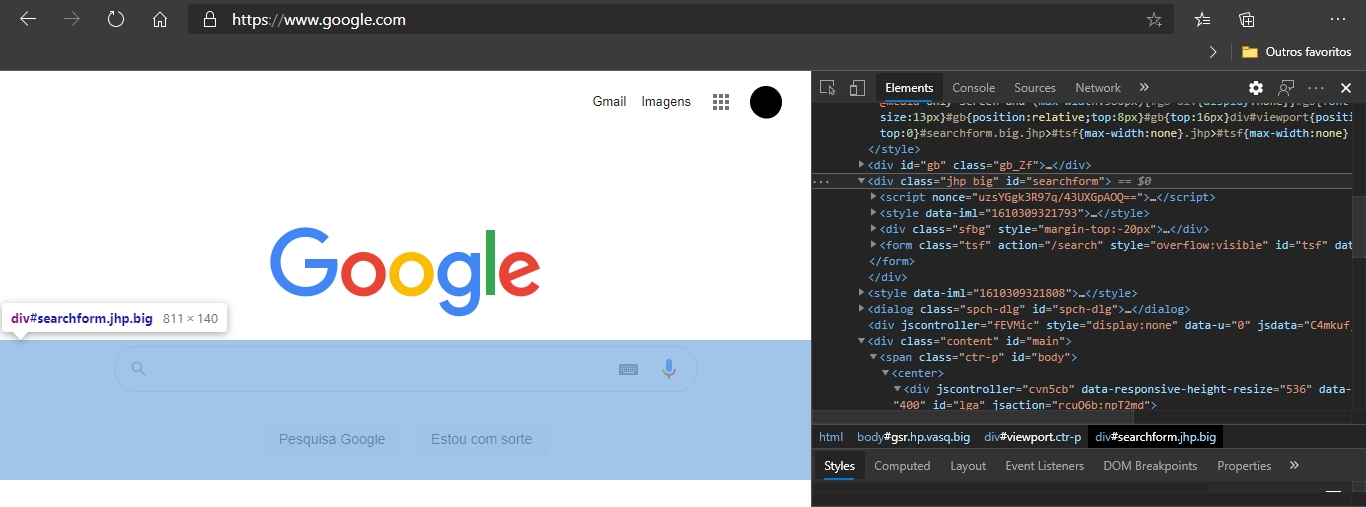 https://www.google.com
Outros favoritos
Gmail Imagens
Google
div#searchform.jhp.big 811 × 140
Pesquisa Google Estou com sorte
Elements Console Sources Network »
size:13px}#gb{position:relative;top:8px}#gb{top:16px}div#viewport{positi
top:0}#searchform.big.jhp>#tsf{max-width:none}.jhp>#tsf{max-width:none}
</style>
<div id="gb" class="gb_Zf">…</div>
<div class="jhp big" id="searchform"> == $0
<script nonce="uzsYGgk3R97q/43UXGpAOQ==">…</script>
<style data-iml="1610309321793">…</style>
<div class="sfbg" style="margin-top:-20px">…</div>
<form class="tsf" action="/search" style="overflow:visible" id="tsf" dat
</form>
</div>
<style data-iml="1610309321808">…</style>
<dialog class="spch-dlg" id="spch-dlg">…</dialog>
<div jscontroller="fEVMic" style="display:none" data-u="0" jsdata="C4mkuf
<div class="content" id="main">
<span class="ctr-p" id="body">
<center>
<div jscontroller="cvn5cb" data-responsive-height-resize="536" data-
"400" id="lga" jsaction="rcuQ6b:npT2md">
html body#gsr.hp.vasq.big div#viewport.ctr-p div#searchform.jhp.big
Styles Computed Layout Event Listeners DOM Breakpoints Properties »